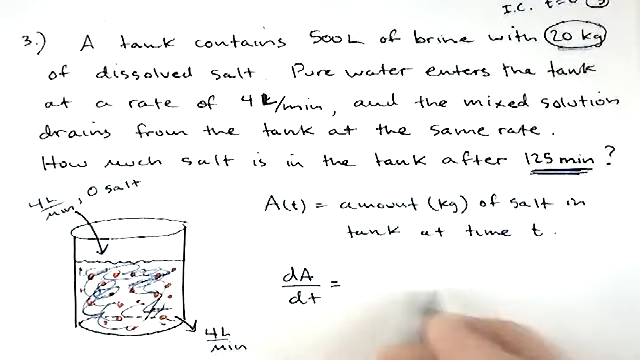 I.C. t=0
3.) A tank contains 500L of brine with 20 kg
of dissolved salt. Pure water enters the tank
at a rate of 4 L/min, and the mixed solution
drains from the tank at the same rate.
How much salt is in the tank after 125 min?
4L/min, 0 salt
A(t) = amount (kg) of salt in
tank at time t.
dA/dt =
4L/min